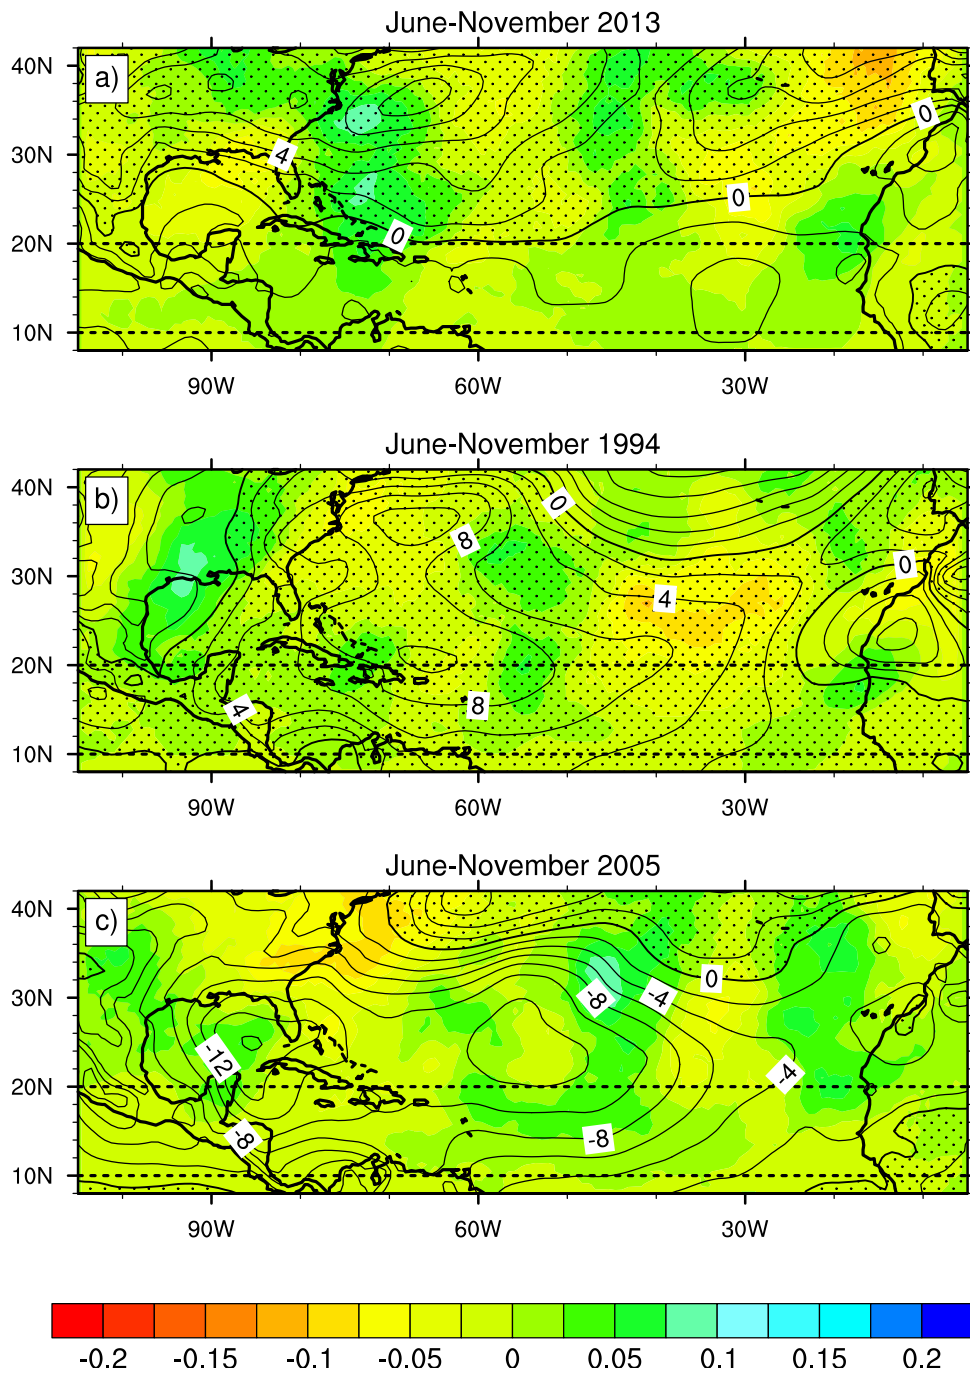 June-November 2013
a)
40N
30N
20N
10N
4
0
0
0
90W 60W 30W
June-November 1994
b)
40N
30N
20N
10N
0
8
0
4
8
4
90W 60W 30W
June-November 2005
c)
40N
30N
20N
10N
0
-8
-4
-12
-4
-8
-8
90W 60W 30W
-0.2 -0.15 -0.1 -0.05 0 0.05 0.1 0.15 0.2